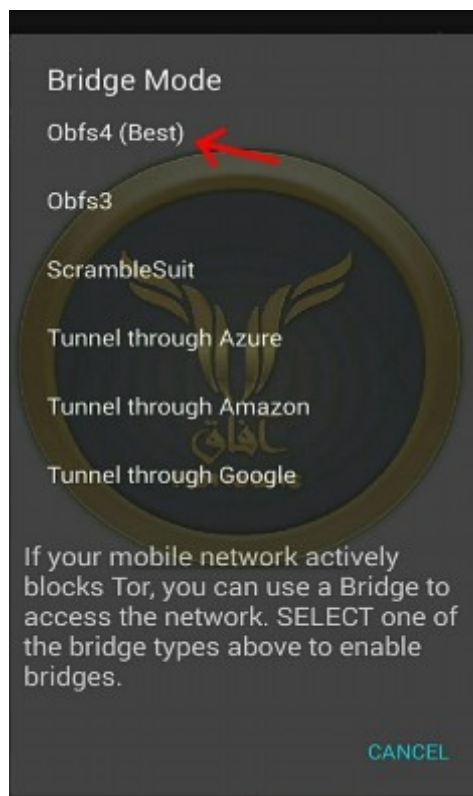 Bridge Mode
Obfs4 (Best)
Obfs3
ScrambleSuit
Tunnel through Azure
Tunnel through Amazon
آفاق
Tunnel through Google
If your mobile network actively
blocks Tor, you can use a Bridge to
access the network. SELECT one of
the bridge types above to enable
bridges.
CANCEL